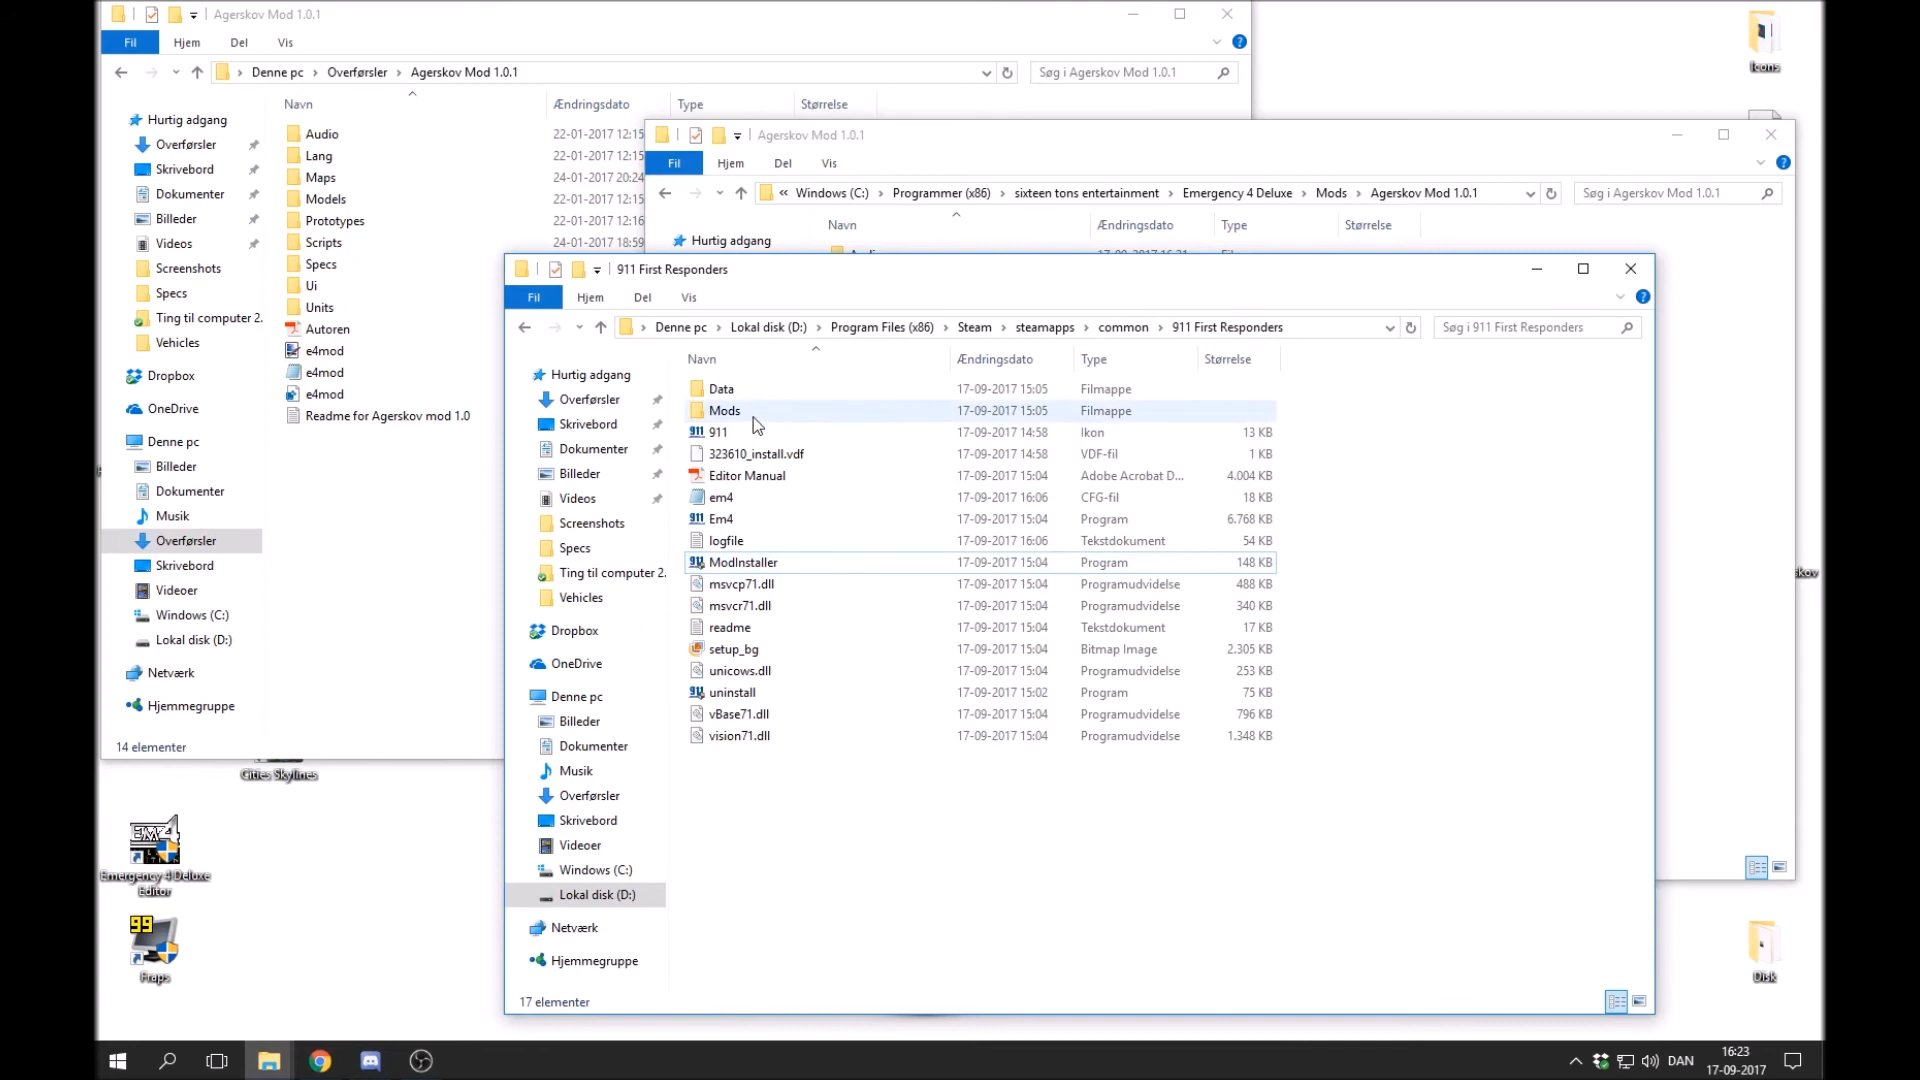 Agerskov Mod 1.0.1
Fil Hjem Del Vis
Denne pc Overførsler Agerskov Mod 1.0.1
Søg i Agerskov Mod 1.0.1
Navn Ændringsdato Type Størrelse
Hurtig adgang
Overførsler
Skrivebord
Dokumenter
Billeder
Videos
Screenshots
Specs
Ting til computer 2.
Vehicles
Dropbox
OneDrive
Denne pc
Billeder
Dokumenter
Musik
Overførsler
Skrivebord
Videoer
Windows (C:)
Lokal disk (D:)
Netværk
Hjemmegruppe
Audio 22-01-2017 12:15
Lang 22-01-2017 12:15
Maps 24-01-2017 20:24
Models 22-01-2017 12:15
Prototypes 22-01-2017 12:16
Scripts 24-01-2017 18:59
Specs
Ui
Units
Autoren
e4mod
e4mod
e4mod
Readme for Agerskov mod 1.0
14 elementer
Agerskov Mod 1.0.1
Fil Hjem Del Vis
« Windows (C:) Programmer (x86) sixteen tons entertainment Emergency 4 Deluxe Mods Agerskov Mod 1.0.1
Søg i Agerskov Mod 1.0.1
Navn Ændringsdato Type Størrelse
Hurtig adgang
911 First Responders
Fil Hjem Del Vis
Denne pc Lokal disk (D:) Program Files (x86) Steam steamapps common 911 First Responders
Søg i 911 First Responders
Navn Ændringsdato Type Størrelse
Hurtig adgang
Overførsler
Skrivebord
Dokumenter
Billeder
Videos
Screenshots
Specs
Ting til computer 2.
Vehicles
Dropbox
OneDrive
Denne pc
Billeder
Dokumenter
Musik
Overførsler
Skrivebord
Videoer
Windows (C:)
Lokal disk (D:)
Netværk
Hjemmegruppe
Data 17-09-2017 15:05 Filmappe
Mods 17-09-2017 15:05 Filmappe
911 17-09-2017 14:58 Ikon 13 KB
323610_install.vdf 17-09-2017 14:58 VDF-fil 1 KB
Editor Manual 17-09-2017 15:04 Adobe Acrobat D... 4.004 KB
em4 17-09-2017 16:06 CFG-fil 18 KB
Em4 17-09-2017 15:04 Program 6.768 KB
logfile 17-09-2017 16:06 Tekstdokument 54 KB
ModInstaller 17-09-2017 15:04 Program 148 KB
msvcp71.dll 17-09-2017 15:04 Programudvidelse 488 KB
msvcr71.dll 17-09-2017 15:04 Programudvidelse 340 KB
readme 17-09-2017 15:04 Tekstdokument 17 KB
setup_bg 17-09-2017 15:04 Bitmap Image 2.305 KB
unicows.dll 17-09-2017 15:04 Programudvidelse 253 KB
uninstall 17-09-2017 15:02 Program 75 KB
vBase71.dll 17-09-2017 15:04 Programudvidelse 796 KB
vision71.dll 17-09-2017 15:04 Programudvidelse 1.348 KB
17 elementer
Icons
Cities Skylines
EM4
Emergency 4 Deluxe
Editor
99
Fraps
Disk
DAN
16:23
17-09-2017